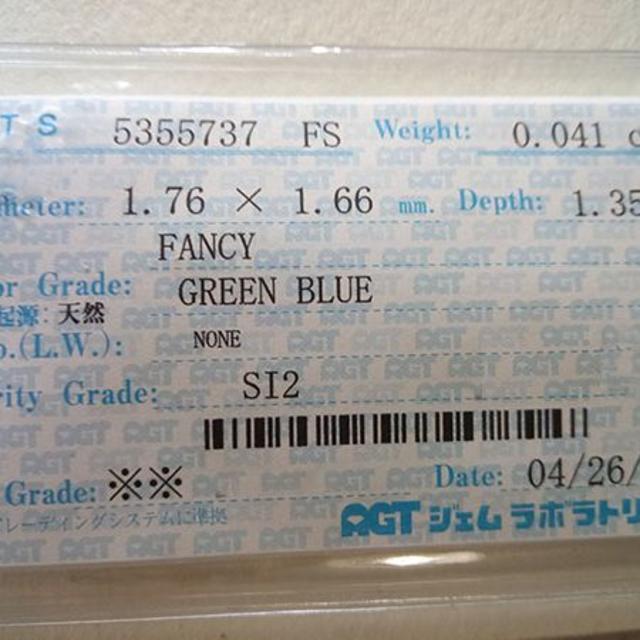 T S 5355737 FS Weight: 0.041 c
meter: 1.76 × 1.66 mm. Depth: 1.35
FANCY
or Grade: GREEN BLUE
起源: 天然
o.(L.W.): NONE
rity Grade: SI2
Grade: ※※ Date: 04/26/
グレーディングシステムに準拠
AGT ジェムラボラトリ